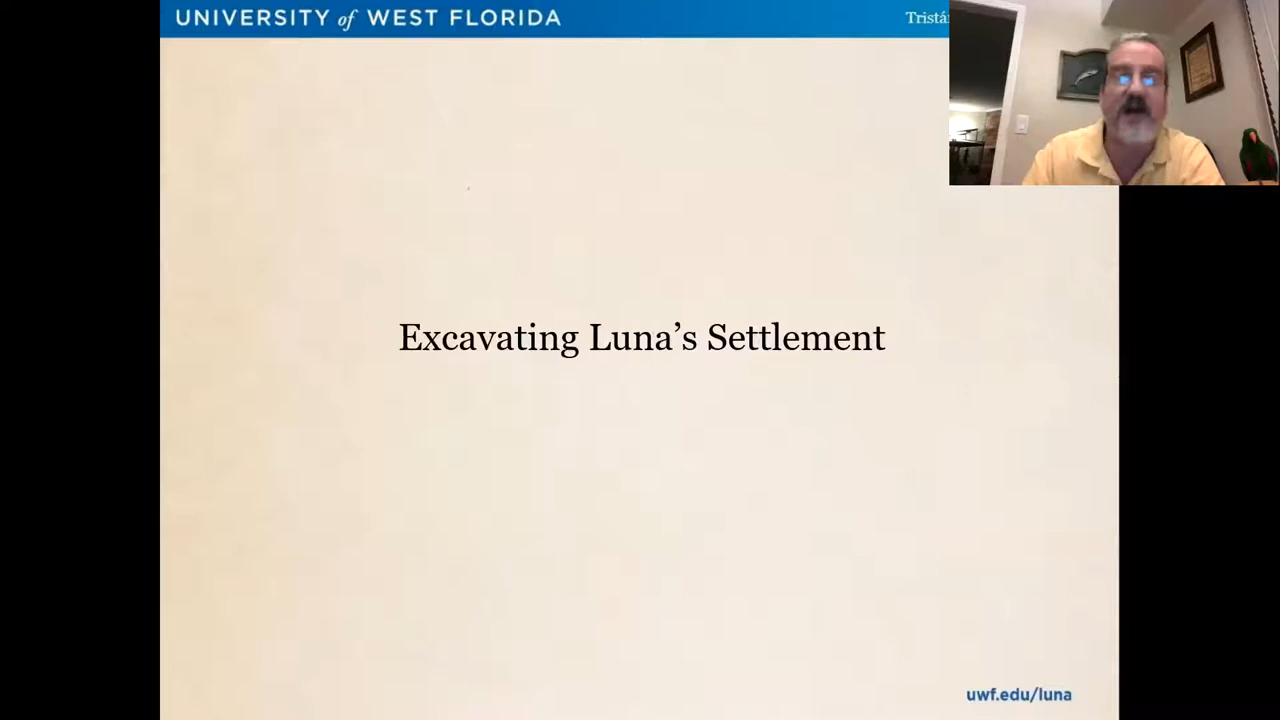 UNIVERSITY of WEST FLORIDA
Excavating Luna’s Settlement
uwf.edu/luna